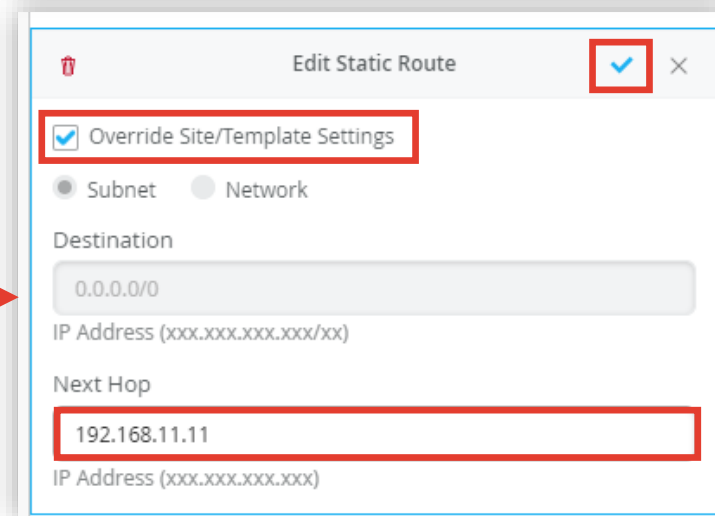 Edit Static Route
Override Site/Template Settings
Subnet Network
Destination
0.0.0.0/0
IP Address (xxx.xxx.xxx.xxx/xx)
Next Hop
192.168.11.11
IP Address (xxx.xxx.xxx.xxx)